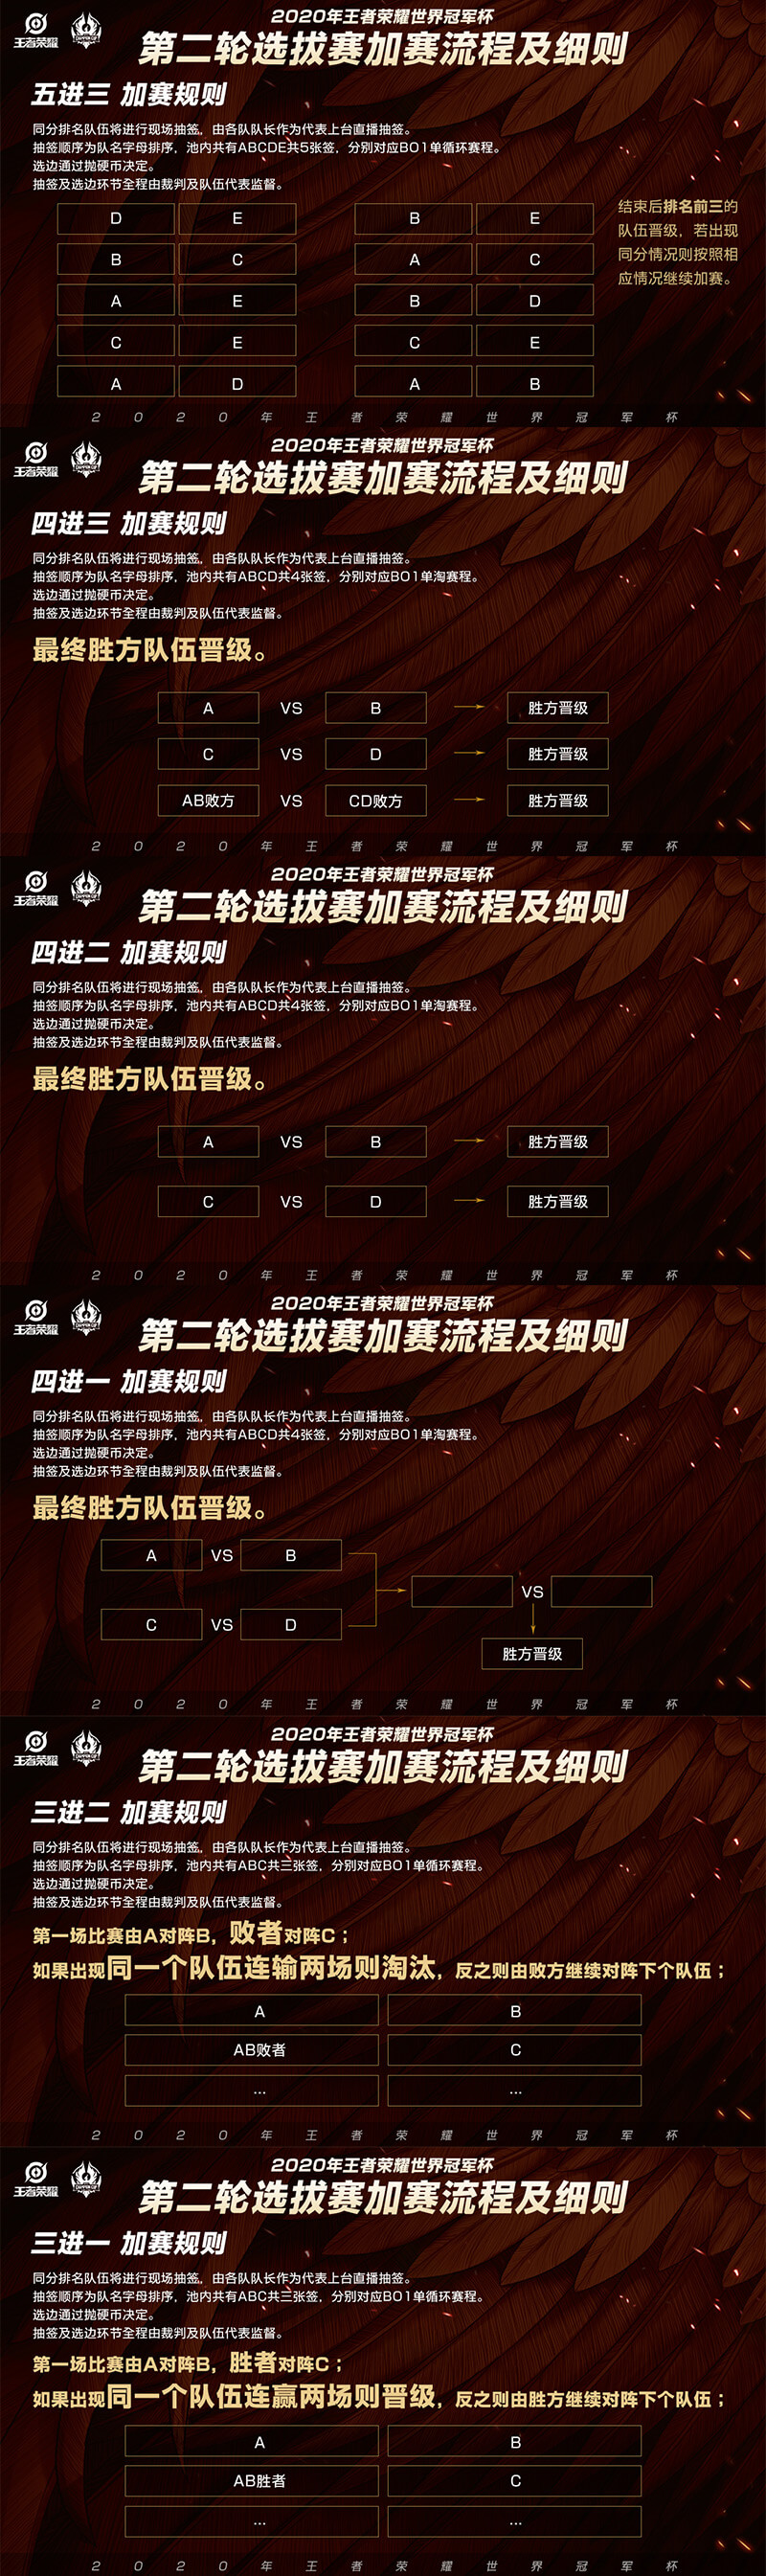 王者荣耀
2020年王者荣耀世界冠军杯
第二轮选拔赛加赛流程及细则
五进三 加赛规则
同分排名队伍将进行现场抽签，由各队队长作为代表上台直播抽签。
抽签顺序为队名字母排序，池内共有ABCDE共5张签，分别对应BO1单循环赛程。
选边通过抛硬币决定。
抽签及选边环节全程由裁判及队伍代表监督。
D E B E
B C A C
A E B D
C E C E
A D A B
结束后排名前三的
队伍晋级，若出现
同分情况则按照相
应情况继续加赛。
2020年王者荣耀世界冠军杯
王者荣耀
2020年王者荣耀世界冠军杯
第二轮选拔赛加赛流程及细则
四进三 加赛规则
同分排名队伍将进行现场抽签，由各队队长作为代表上台直播抽签。
抽签顺序为队名字母排序，池内共有ABCD共4张签，分别对应BO1单淘赛程。
选边通过抛硬币决定。
抽签及选边环节全程由裁判及队伍代表监督。
最终胜方队伍晋级。
A VS B 胜方晋级
C VS D 胜方晋级
AB败方 VS CD败方 胜方晋级
2020年王者荣耀世界冠军杯
王者荣耀
2020年王者荣耀世界冠军杯
第二轮选拔赛加赛流程及细则
四进二 加赛规则
同分排名队伍将进行现场抽签，由各队队长作为代表上台直播抽签。
抽签顺序为队名字母排序，池内共有ABCD共4张签，分别对应BO1单淘赛程。
选边通过抛硬币决定。
抽签及选边环节全程由裁判及队伍代表监督。
最终胜方队伍晋级。
A VS B 胜方晋级
C VS D 胜方晋级
2020年王者荣耀世界冠军杯
王者荣耀
2020年王者荣耀世界冠军杯
第二轮选拔赛加赛流程及细则
四进一 加赛规则
同分排名队伍将进行现场抽签，由各队队长作为代表上台直播抽签。
抽签顺序为队名字母排序，池内共有ABCD共4张签，分别对应BO1单淘赛程。
选边通过抛硬币决定。
抽签及选边环节全程由裁判及队伍代表监督。
最终胜方队伍晋级。
A VS B
VS
C VS D
胜方晋级
2020年王者荣耀世界冠军杯
王者荣耀
2020年王者荣耀世界冠军杯
第二轮选拔赛加赛流程及细则
三进二 加赛规则
同分排名队伍将进行现场抽签，由各队队长作为代表上台直播抽签。
抽签顺序为队名字母排序，池内共有ABC共三张签，分别对应BO1单循环赛程。
选边通过抛硬币决定。
抽签及选边环节全程由裁判及队伍代表监督。
第一场比赛由A对阵B，败者对阵C；
如果出现同一个队伍连输两场则淘汰，反之则由败方继续对阵下个队伍；
A B
AB败者 C
... ...
2020年王者荣耀世界冠军杯
王者荣耀
2020年王者荣耀世界冠军杯
第二轮选拔赛加赛流程及细则
三进一 加赛规则
同分排名队伍将进行现场抽签，由各队队长作为代表上台直播抽签。
抽签顺序为队名字母排序，池内共有ABC共三张签，分别对应BO1单循环赛程。
选边通过抛硬币决定。
抽签及选边环节全程由裁判及队伍代表监督。
第一场比赛由A对阵B，胜者对阵C；
如果出现同一个队伍连赢两场则晋级，反之则由胜方继续对阵下个队伍；
A B
AB胜者 C
... ...
2020年王者荣耀世界冠军杯